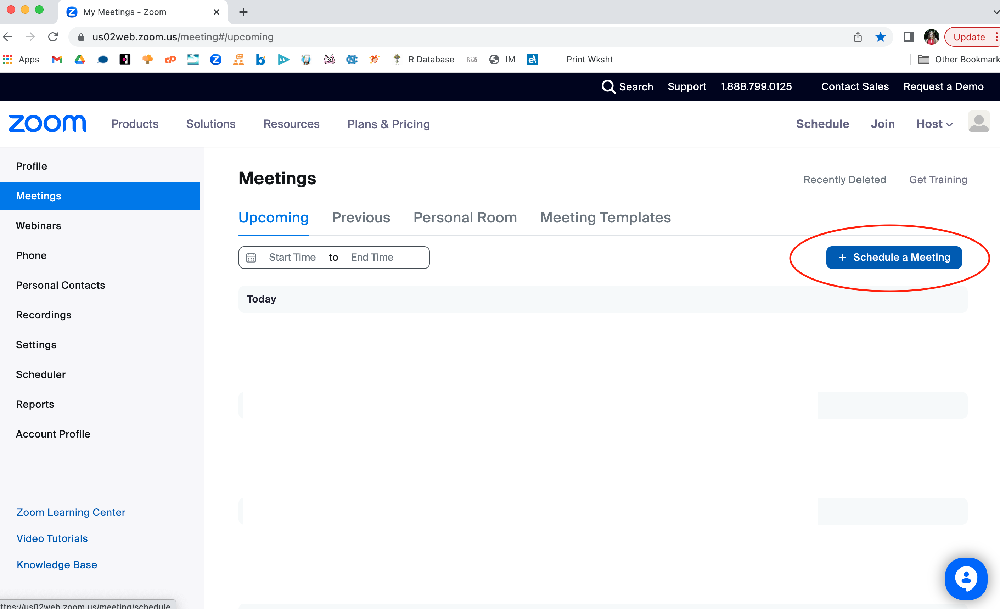 My Meetings - Zoom
us02web.zoom.us/meeting#/upcoming
Update
Apps
R Database
TICS
IM
e!
Print Wksht
Other Bookmark
Search Support 1.888.799.0125 Contact Sales Request a Demo
zoom Products Solutions Resources Plans & Pricing Schedule Join Host
Profile
Meetings
Webinars
Phone
Personal Contacts
Recordings
Settings
Scheduler
Reports
Account Profile
Zoom Learning Center
Video Tutorials
Knowledge Base
Meetings
Recently Deleted Get Training
Upcoming Previous Personal Room Meeting Templates
Start Time to End Time
+ Schedule a Meeting
Today
ttps://us02web.zoom.us/meeting/schedule